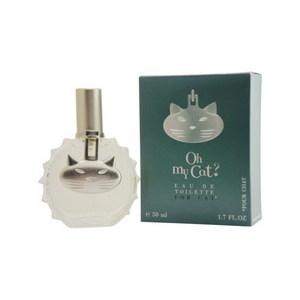 Oh
my Cat?
EAU DE
TOILETTE
FOR CAT
℮ 50 ml
1.7 FL.OZ
*POUR CHAT